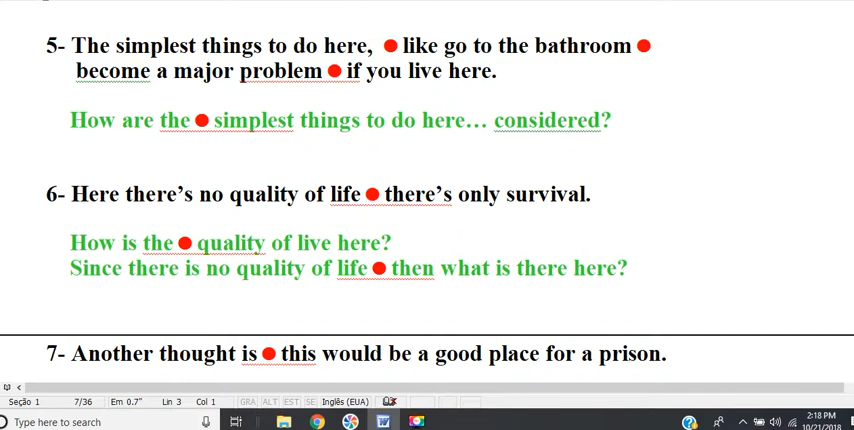 5- The simplest things to do here, ● like go to the bathroom ●
become a major problem ● if you live here.
How are the ● simplest things to do here… considered?
6- Here there’s no quality of life ● there’s only survival.
How is the ● quality of live here?
Since there is no quality of life ● then what is there here?
7- Another thought is ● this would be a good place for a prison.
Seção 1 7/36 Em 0.7" Lin 3 Col 1 GRA ALT EST SE Inglês (EUA)
Type here to search 2:18 PM
10/21/2018